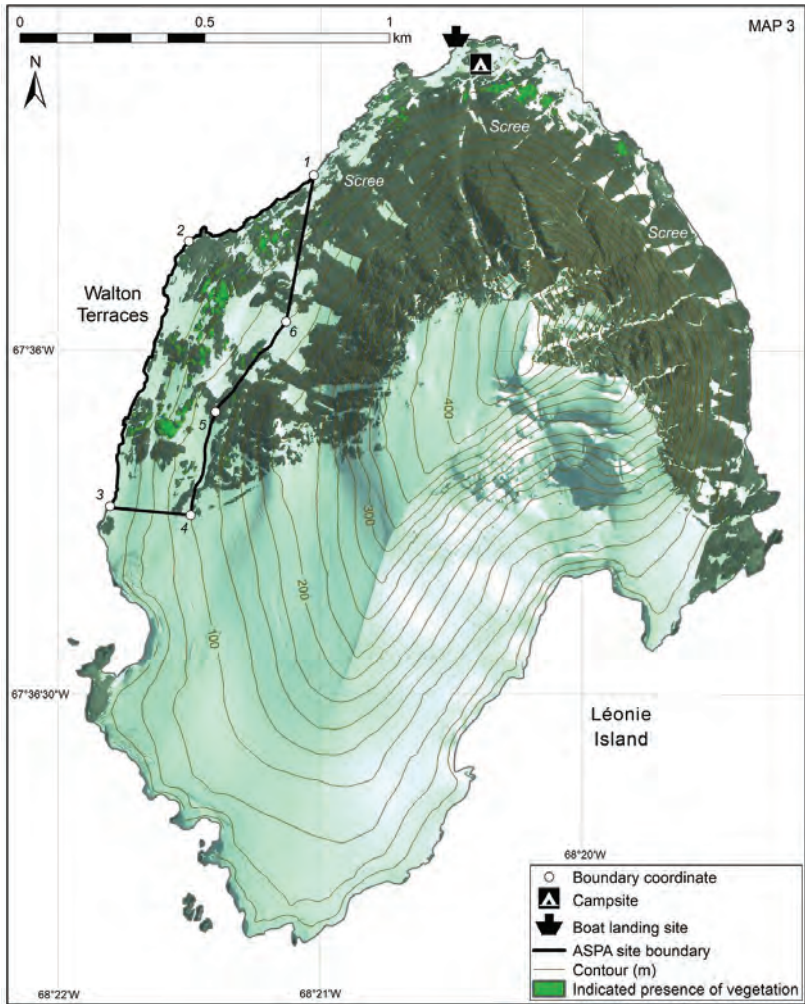 0 0.5 1
km
MAP 3
N
Scree
1
Scree
2
Scree
Walton
Terraces
6
67°36'W
400
5
3
4
300
200
100
67°36'30"W
Léonie
Island
68°20'W
Boundary coordinate
Campsite
Boat landing site
ASPA site boundary
Contour (m)
Indicated presence of vegetation
68°22'W 68°21'W